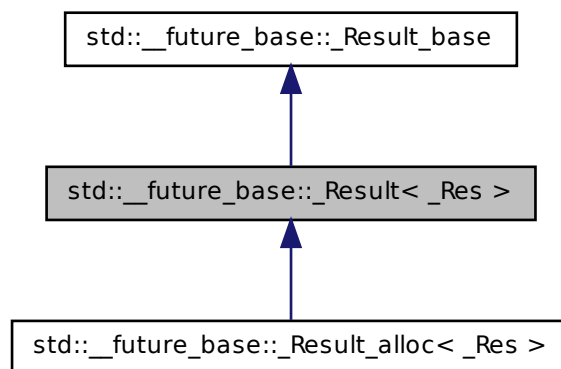 std::__future_base::_Result_base
std::__future_base::_Result< _Res >
std::__future_base::_Result_alloc< _Res >